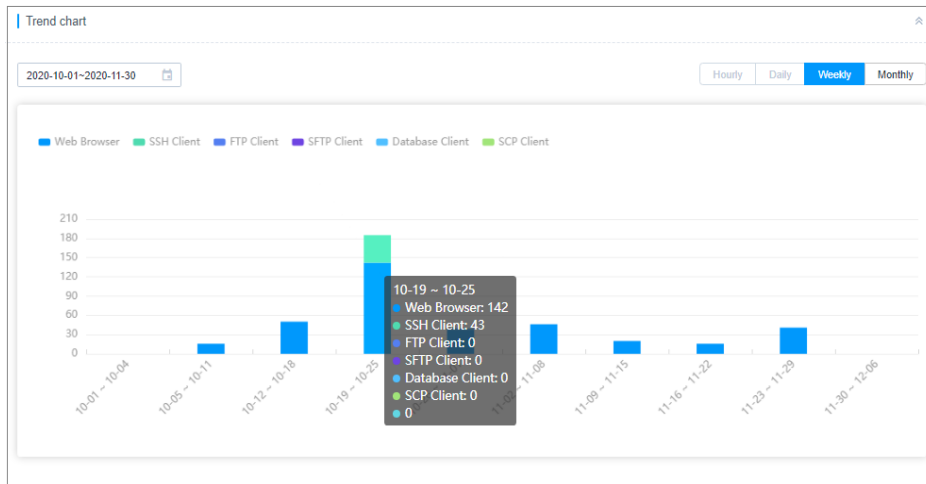 Trend chart
2020-10-01~2020-11-30
Hourly Daily Weekly Monthly
Web Browser SSH Client FTP Client SFTP Client Database Client SCP Client
210
180
150
120
90
60
30
0
10-19 ~ 10-25
Web Browser: 142
SSH Client: 43
FTP Client: 0
SFTP Client: 0
Database Client: 0
SCP Client: 0
0
10-01 ~ 10-04
10-05 ~ 10-11
10-12 ~ 10-18
10-19 ~ 10-25
11-02 ~ 11-08
11-09 ~ 11-15
11-16 ~ 11-22
11-23 ~ 11-29
11-30 ~ 12-06